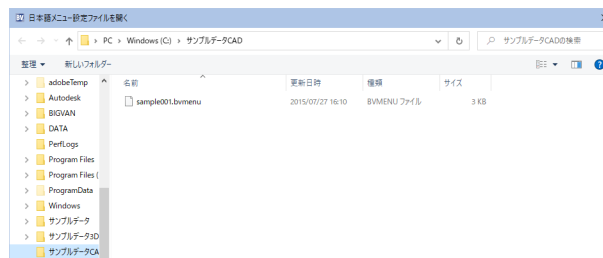 BV 日本語メニュー設定ファイルを開く
PC › Windows (C:) › サンプルデータCAD
サンプルデータCADの検索
整理 新しいフォルダー
名前 更新日時 種類 サイズ
adobeTemp
sample001.bvmenu 2015/07/27 16:10 BVMENU ファイル 3 KB
Autodesk
BIGVAN
DATA
PerfLogs
Program Files
Program Files (
ProgramData
Windows
サンプルデータ
サンプルデータ3D
サンプルデータCA